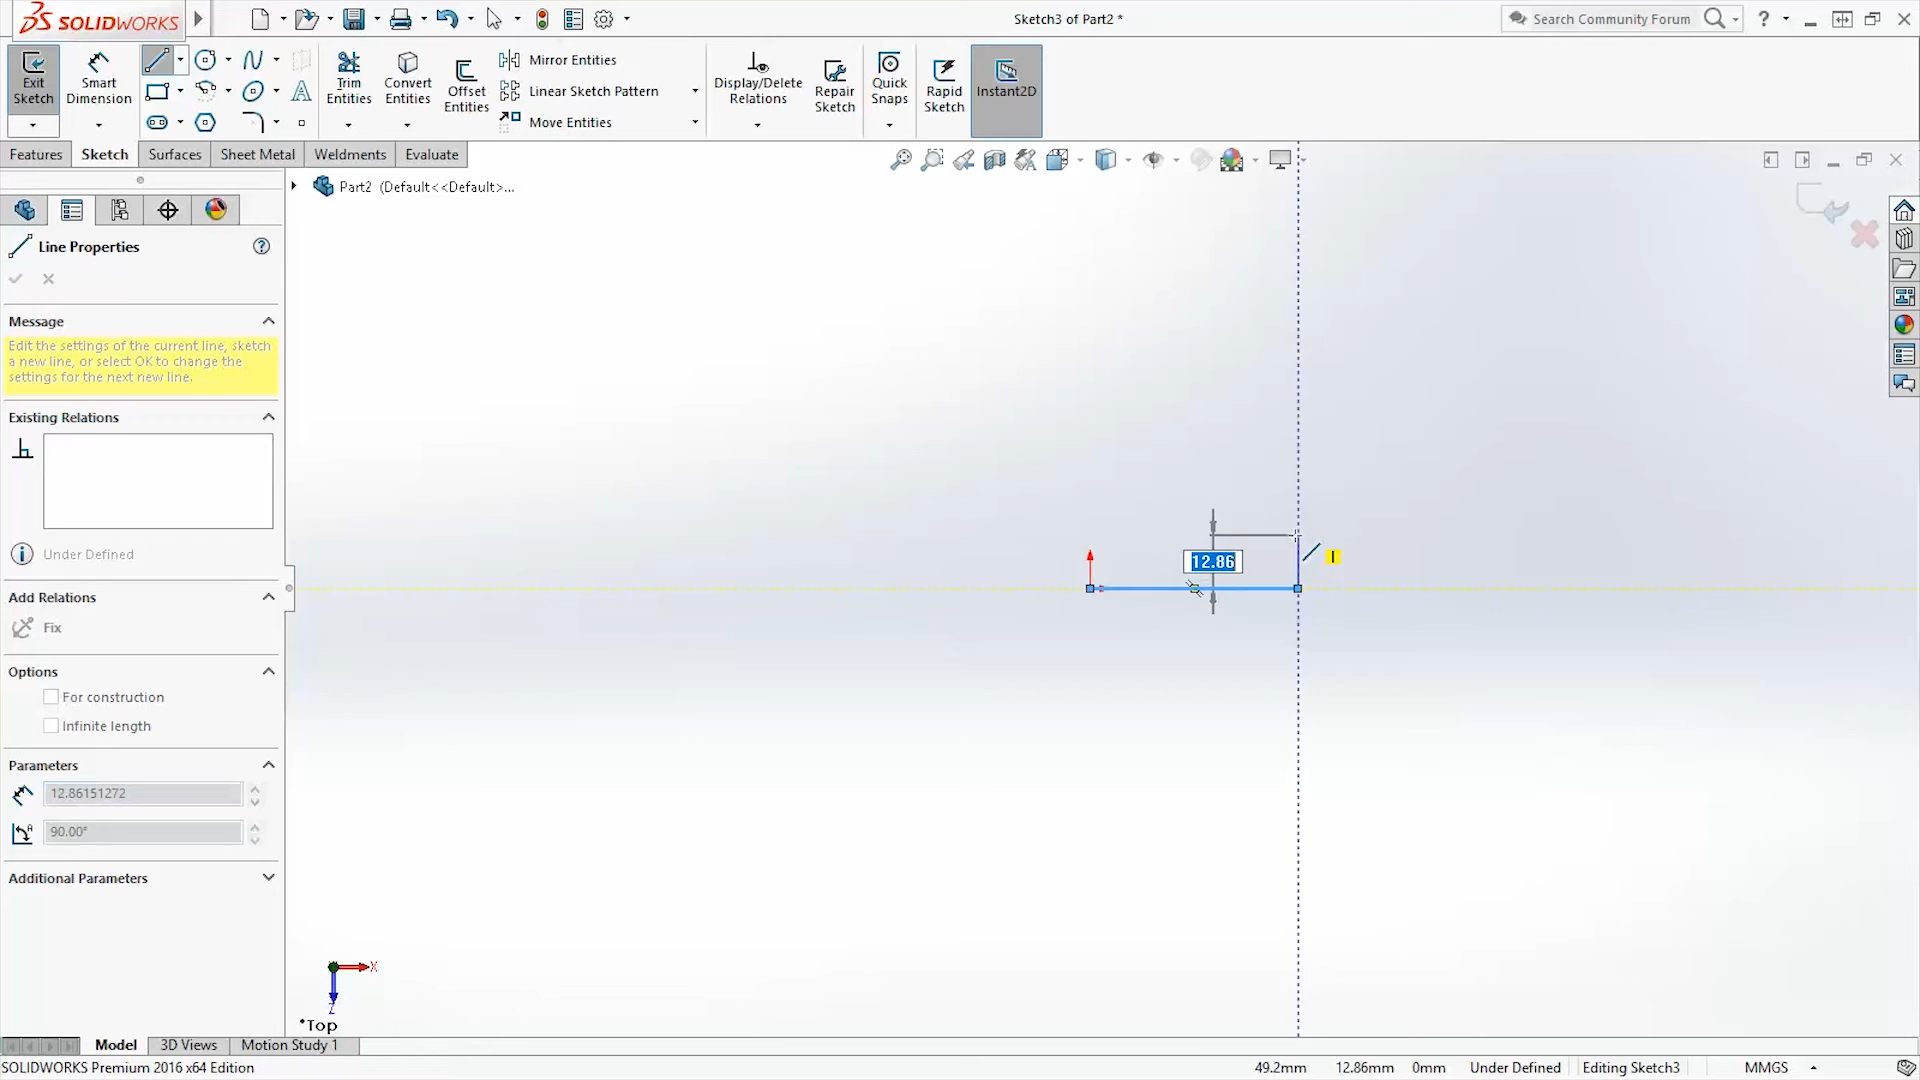 SOLIDWORKS
Sketch3 of Part2 *
Search Community Forum
?
Exit Sketch
Smart Dimension
Trim Entities
Convert Entities
Offset Entities
Mirror Entities
Linear Sketch Pattern
Move Entities
Display/Delete Relations
Repair Sketch
Quick Snaps
Rapid Sketch
Instant2D
Features
Sketch
Surfaces
Sheet Metal
Weldments
Evaluate
Part2 (Default<<Default>...
Line Properties
?
Message
Edit the settings of the current line, sketch
a new line, or select OK to change the
settings for the next new line.
Existing Relations
Under Defined
Add Relations
Fix
Options
For construction
Infinite length
Parameters
12.86151272
90.00°
Additional Parameters
12.86
X
Z
*Top
Model
3D Views
Motion Study 1
SOLIDWORKS Premium 2016 x64 Edition
49.2mm
12.86mm
0mm
Under Defined
Editing Sketch3
MMGS